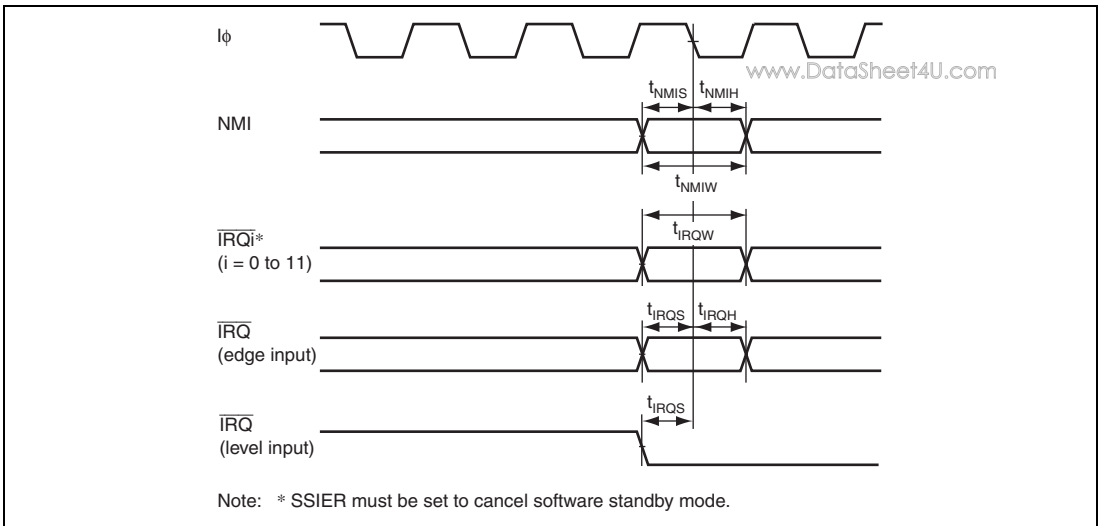 Iϕ
www.DataSheet4U.com
tNMIS tNMIH
NMI
tNMIW
IRQi*
(i = 0 to 11)
tIRQW
tIRQS tIRQH
IRQ
(edge input)
tIRQS
IRQ
(level input)
Note: * SSIER must be set to cancel software standby mode.